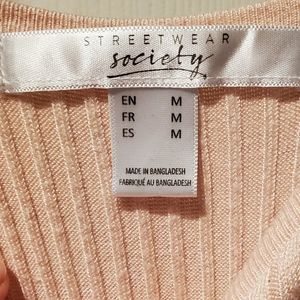 STREETWEAR
society
EN M
FR M
ES M
MADE IN BANGLADESH
FABRIQUÉ AU BANGLADESH